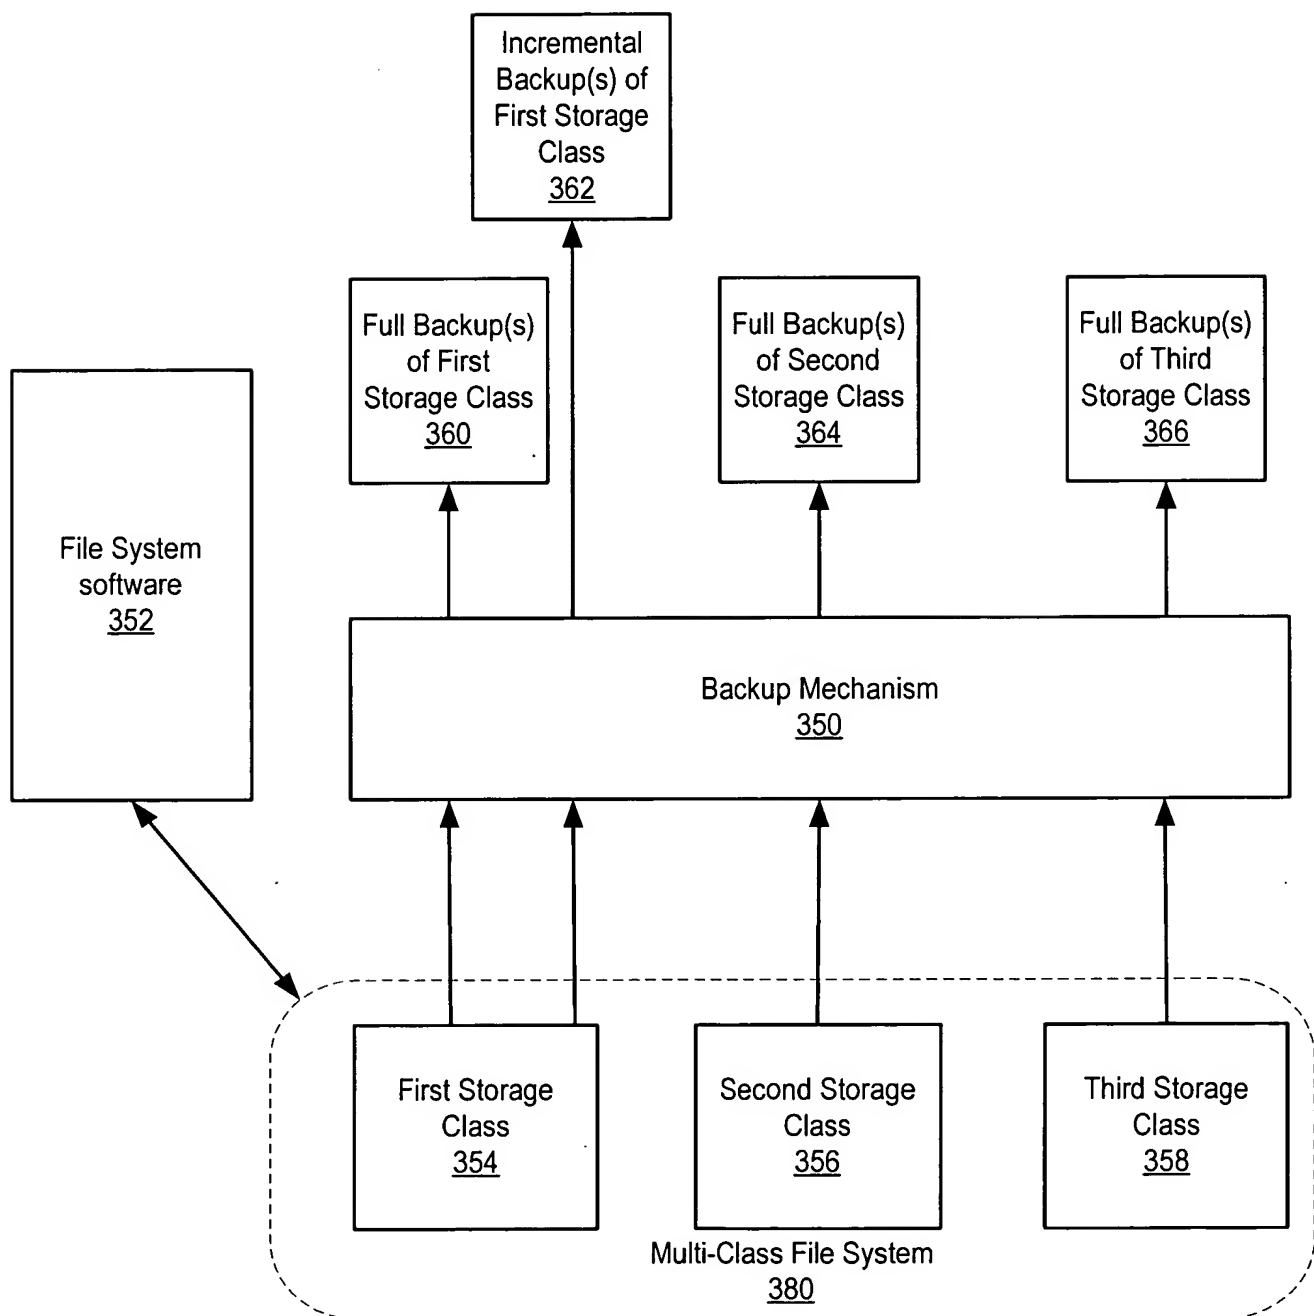 Incremental
Backup(s) of
First Storage
Class
362
Full Backup(s)
of First
Storage Class
360
Full Backup(s)
of Second
Storage Class
364
Full Backup(s)
of Third
Storage Class
366
File System
software
352
Backup Mechanism
350
First Storage
Class
354
Second Storage
Class
356
Third Storage
Class
358
Multi-Class File System
380